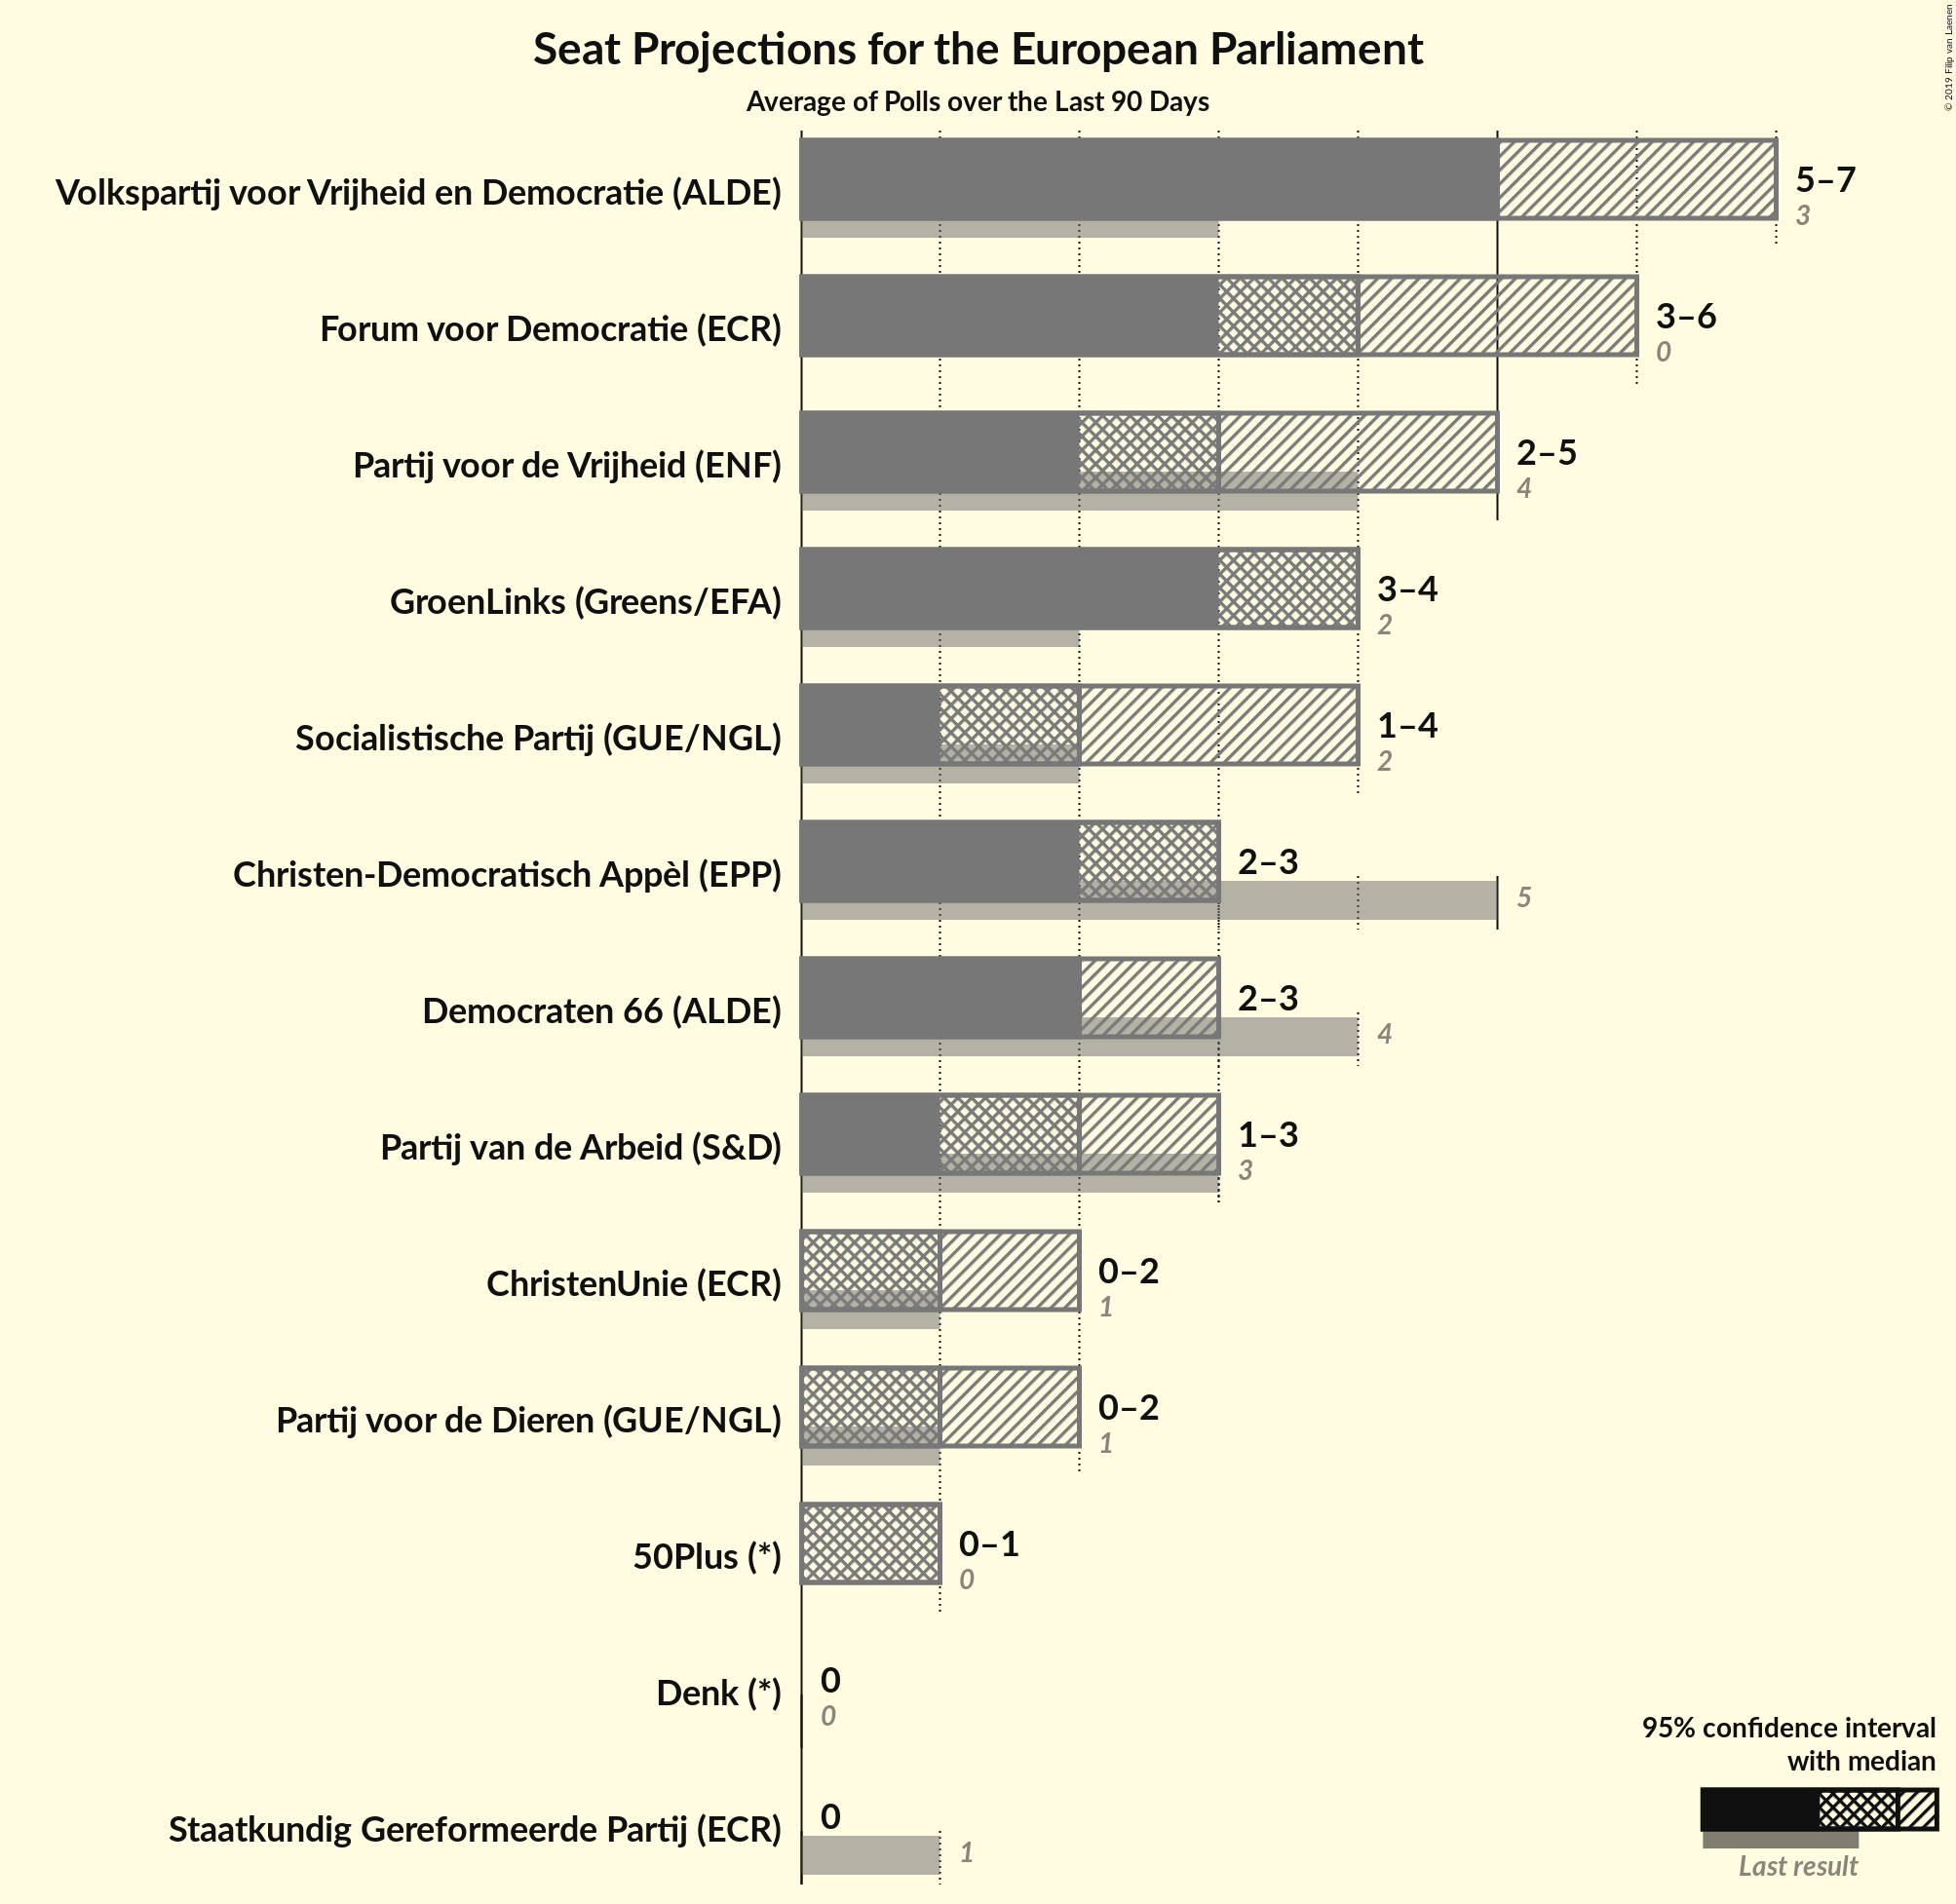 Seat Projections for the European Parliament
Average of Polls over the Last 90 Days
© 2019 Filip van Laenen
Volkspartij voor Vrijheid en Democratie (ALDE)
5–7
3
Forum voor Democratie (ECR)
3–6
0
Partij voor de Vrijheid (ENF)
2–5
4
GroenLinks (Greens/EFA)
3–4
2
Socialistische Partij (GUE/NGL)
1–4
2
Christen-Democratisch Appèl (EPP)
2–3
5
Democraten 66 (ALDE)
2–3
4
Partij van de Arbeid (S&D)
1–3
3
ChristenUnie (ECR)
0–2
1
Partij voor de Dieren (GUE/NGL)
0–2
1
50Plus (*)
0–1
0
Denk (*)
0
0
Staatkundig Gereformeerde Partij (ECR)
0
1
95% confidence interval
with median
Last result